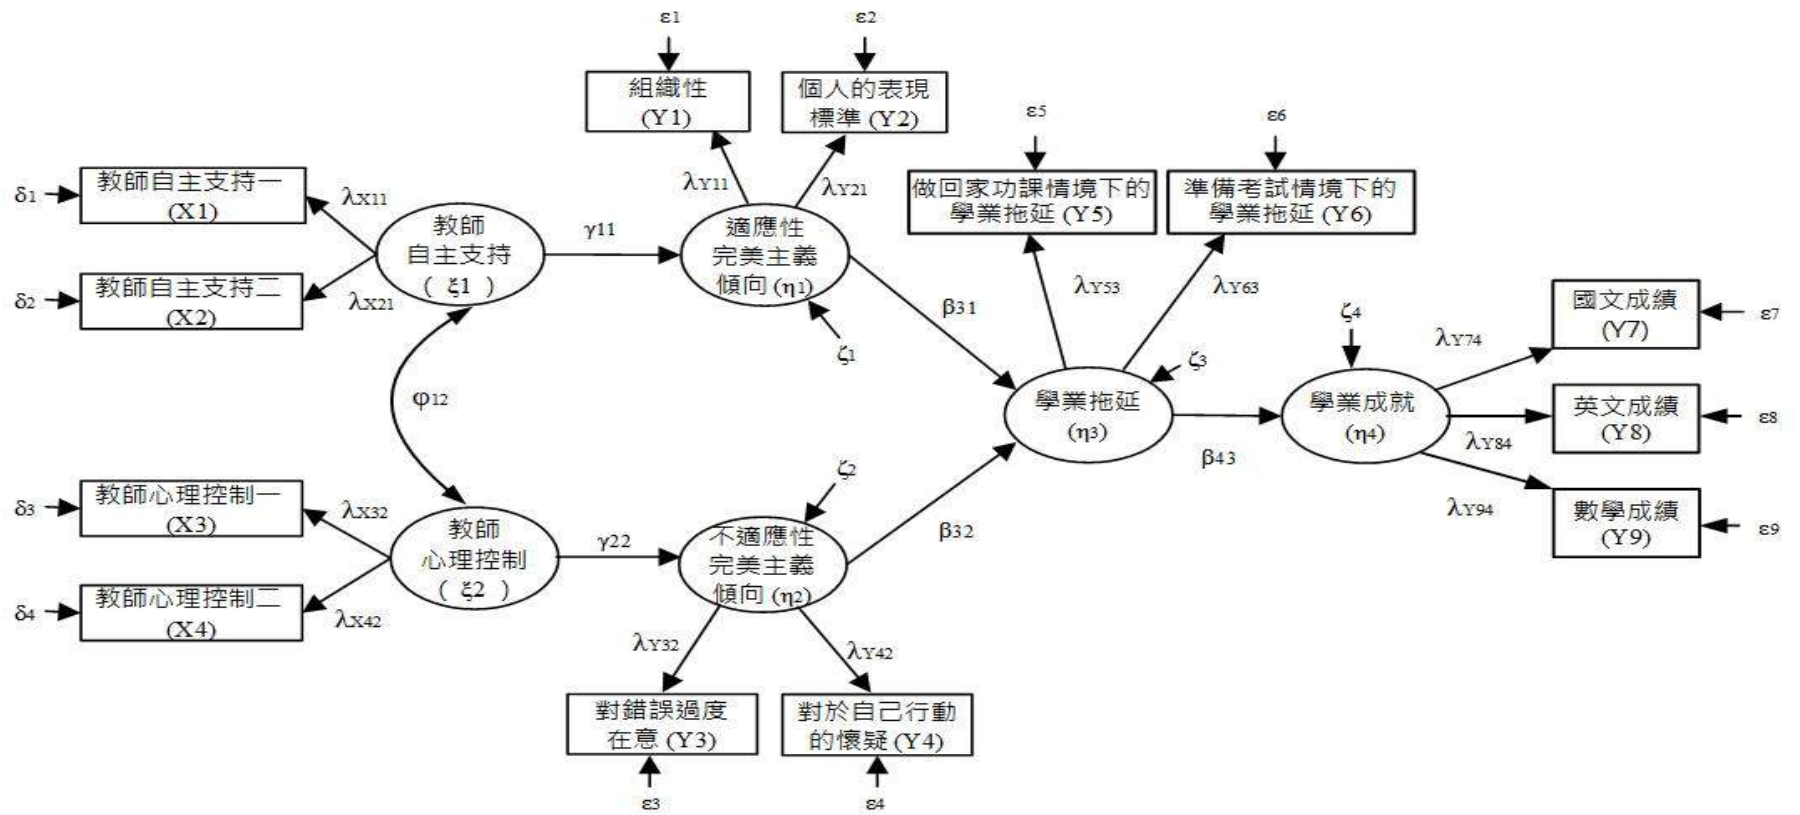 ε1
ε2
組織性
(Y1)
個人的表現
標準 (Y2)
ε5
ε6
λY11
λY21
δ1
教師自主支持一
(X1)
λX11
做回家功課情境下的
學業拖延 (Y5)
準備考試情境下的
學業拖延 (Y6)
教師
自主支持
( ξ1 )
γ11
適應性
完美主義
傾向 (η1)
δ2
教師自主支持二
(X2)
λX21
λY53
λY63
β31
ζ1
ζ3
ζ4
λY74
國文成績
(Y7)
ε7
φ12
學業拖延
(η3)
β43
學業成就
(η4)
λY84
英文成績
(Y8)
ε8
λY94
數學成績
(Y9)
ε9
δ3
教師心理控制一
(X3)
λX32
教師
心理控制
( ξ2 )
γ22
ζ2
不適應性
完美主義
傾向 (η2)
β32
δ4
教師心理控制二
(X4)
λX42
λY32
λY42
對錯誤過度
在意 (Y3)
對於自己行動
的懷疑 (Y4)
ε3
ε4